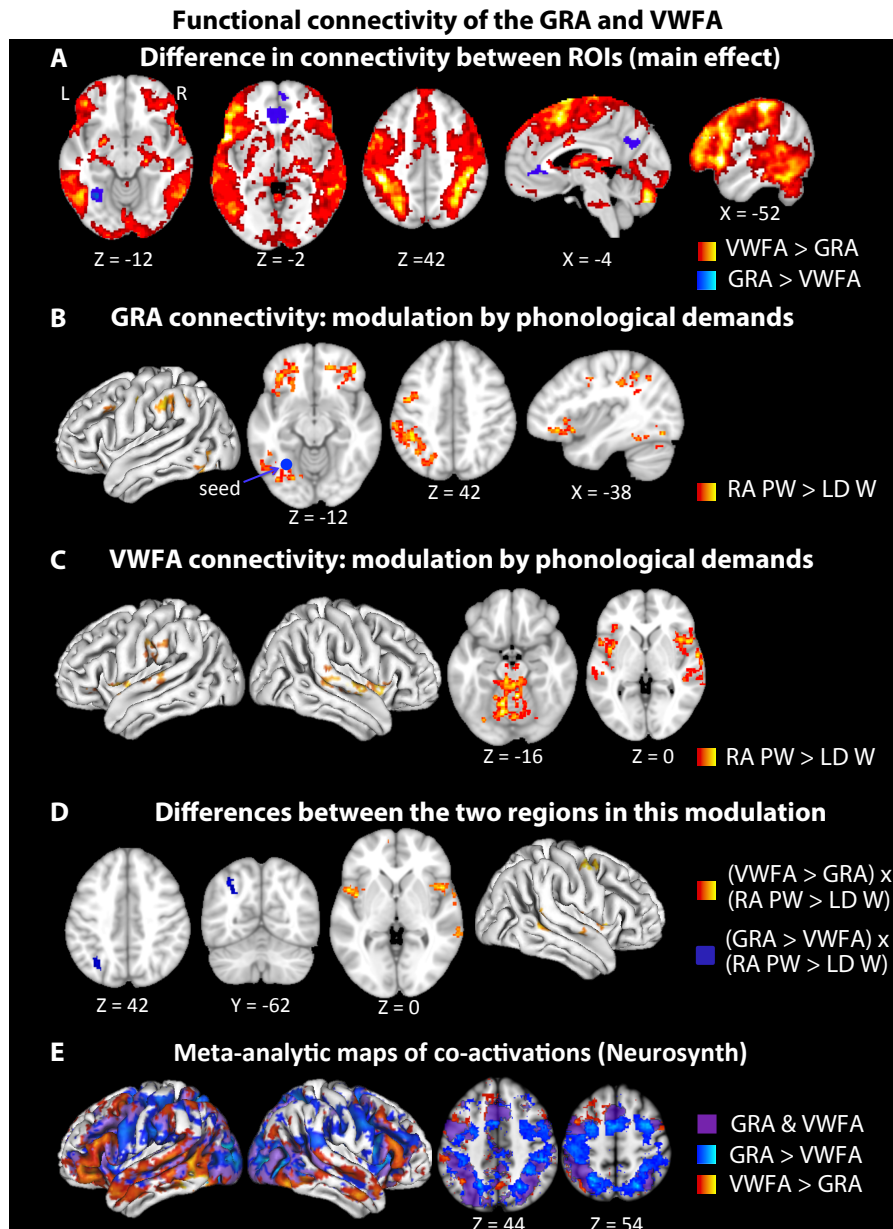 Functional connectivity of the GRA and VWFA
A Difference in connectivity between ROIs (main effect)
L R
Z = -12
Z = -2
Z =42
X = -4
X = -52
VWFA > GRA
GRA > VWFA
B GRA connectivity: modulation by phonological demands
seed
Z = -12
Z = 42
X = -38
RA PW > LD W
C VWFA connectivity: modulation by phonological demands
Z = -16
Z = 0
RA PW > LD W
D Differences between the two regions in this modulation
Z = 42
Y = -62
Z = 0
(VWFA > GRA) x
(RA PW > LD W)
(GRA > VWFA) x
(RA PW > LD W)
E Meta-analytic maps of co-activations (Neurosynth)
Z = 44
Z = 54
GRA & VWFA
GRA > VWFA
VWFA > GRA